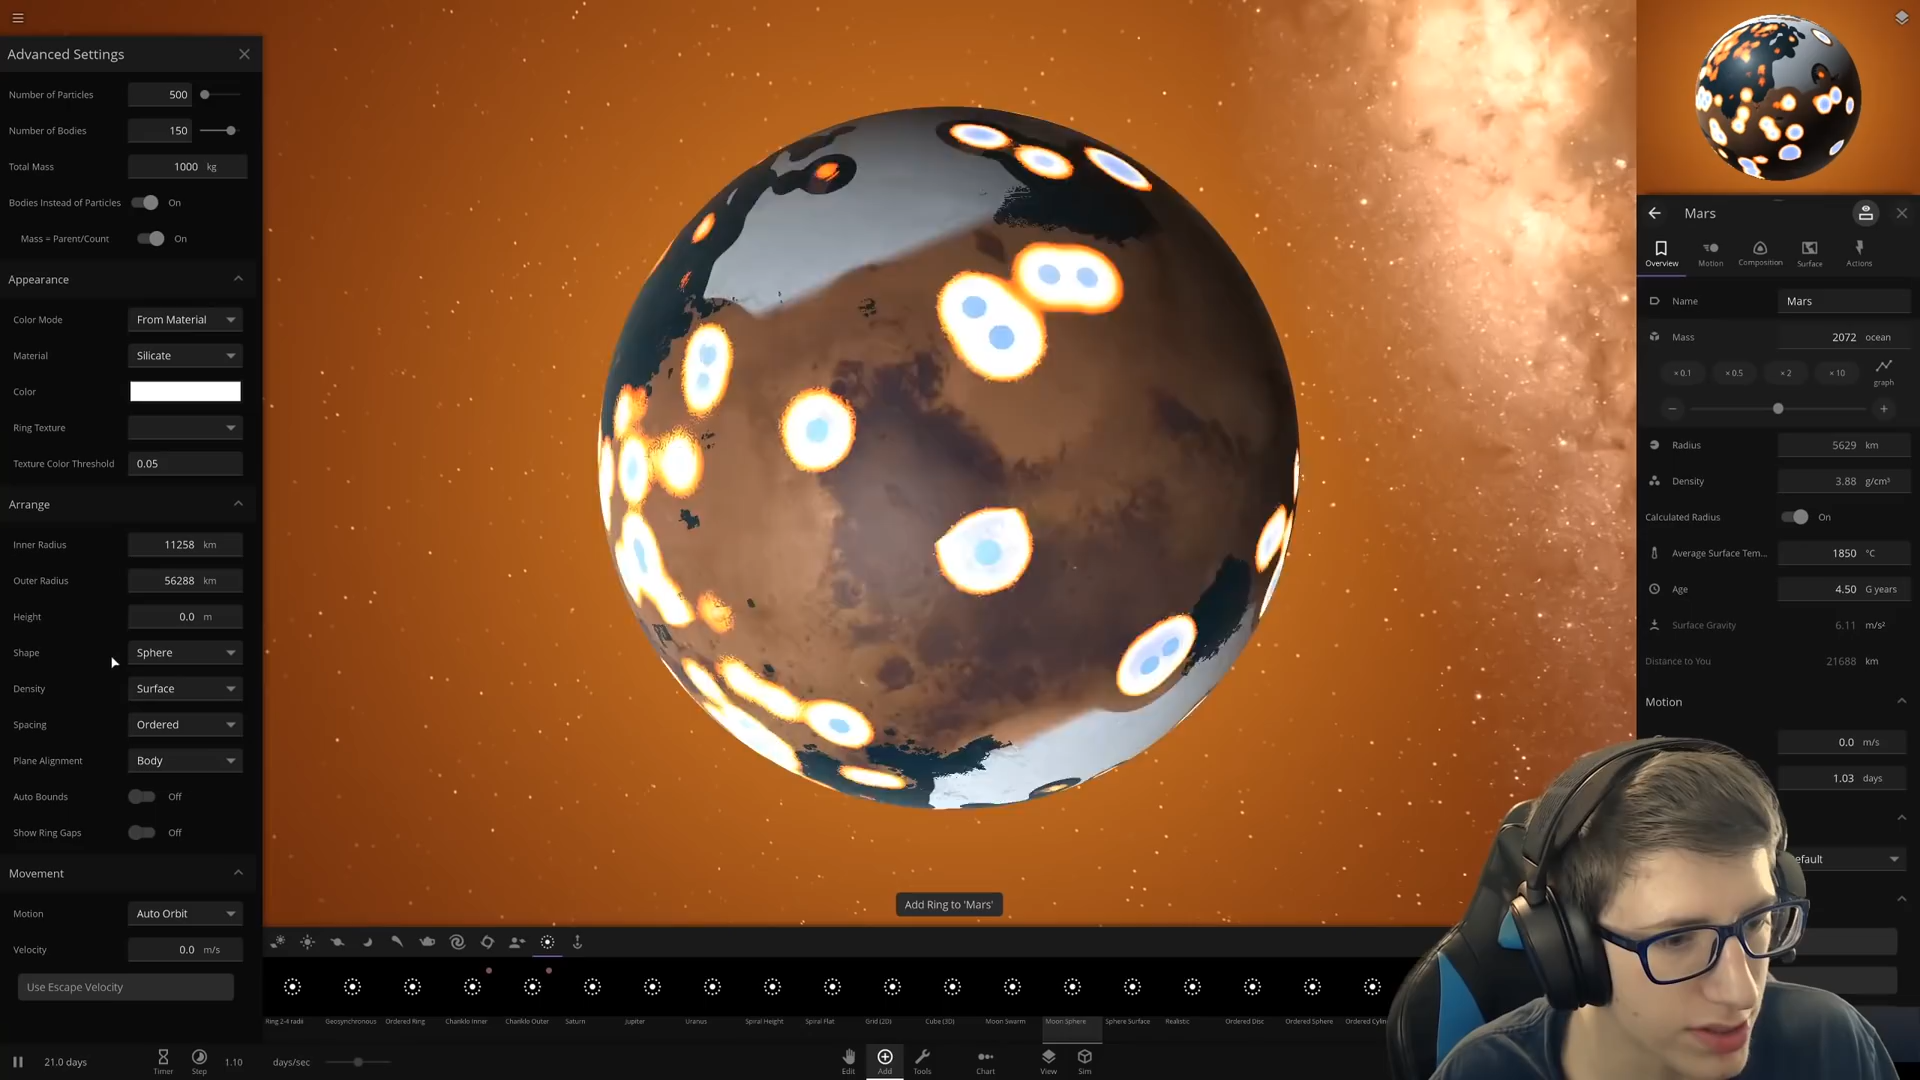 Advanced Settings
Number of Particles 500
Number of Bodies 150
Total Mass 1000 kg
Bodies Instead of Particles On
Mass = Parent/Count On
Appearance
Color Mode From Material
Material Silicate
Color
Ring Texture
Texture Color Threshold 0.05
Arrange
Inner Radius 11258 km
Outer Radius 56288 km
Height 0.0 m
Shape Sphere
Density Surface
Spacing Ordered
Plane Alignment Body
Auto Bounds Off
Show Ring Gaps Off
Movement
Motion Auto Orbit
Velocity 0.0 m/s
Use Escape Velocity
Add Ring to 'Mars'
Ring 2-4 radii Geosynchronous Ordered Ring Chariklo Inner Chariklo Outer Saturn Jupiter Uranus Spiral Height Spiral Flat Grid (2D) Cube (3D) Moon Swarm Moon Sphere Sphere Surface Realistic Ordered Disc Ordered Sphere Ordered Cylin
21.0 days Timer Step 1.10 days/sec Edit Add Tools Chart View Sim
Mars
Overview Motion Composition Surface Actions
Name Mars
Mass 2072 ocean
× 0.1 × 0.5 × 2 × 10 graph
Radius 5629 km
Density 3.88 g/cm³
Calculated Radius On
Average Surface Tem... 1850 °C
Age 4.50 G years
Surface Gravity 6.11 m/s²
Distance to You 21688 km
Motion
0.0 m/s
1.03 days
efault